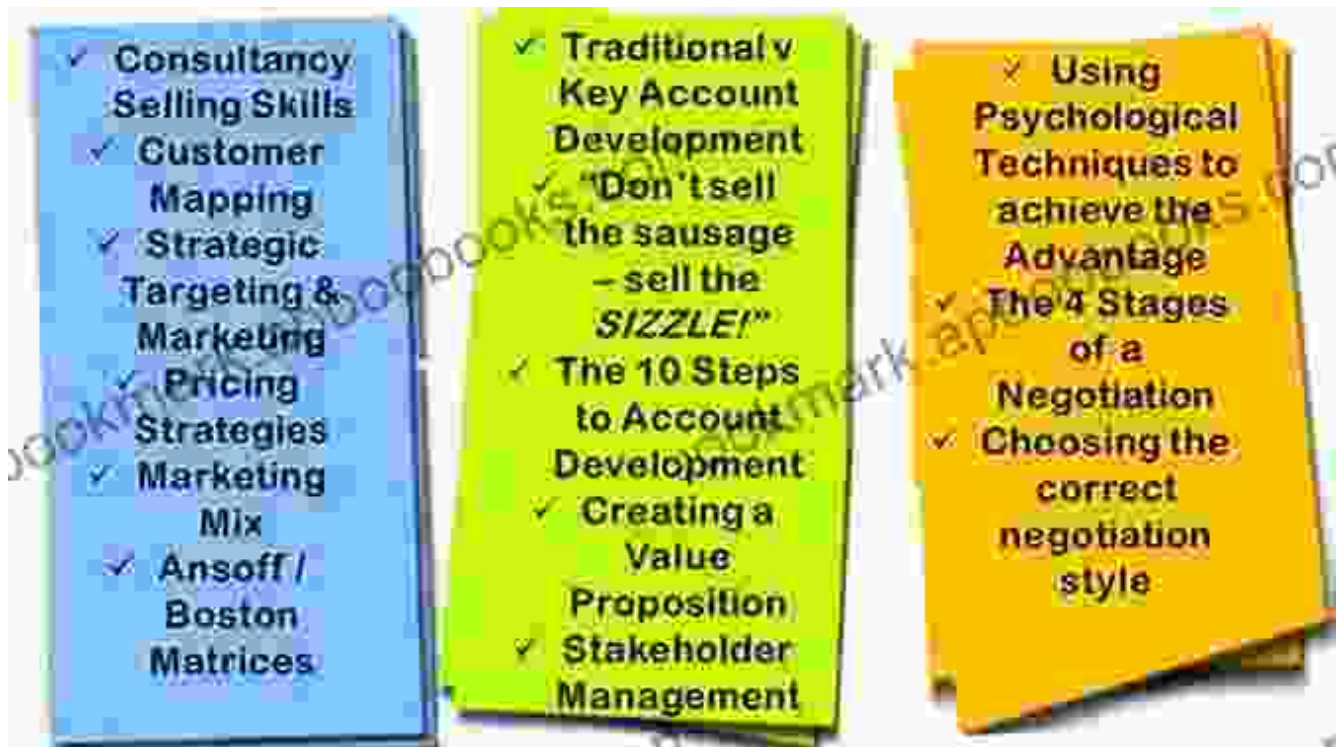 ✓ Consultancy
Selling Skills
✓ Customer
Mapping
✓ Strategic
Targeting &
Marketing
✓ Pricing
Strategies
✓ Marketing
Mix
✓ Ansoff /
Boston
Matrices
✓ Traditional v
Key Account
Development
✓ "Don't sell
the sausage
– sell the
SIZZLE!"
✓ The 10 Steps
to Account
Development
✓ Creating a
Value
Proposition
✓ Stakeholder
Management
✓ Using
Psychological
Techniques to
achieve the
Advantage
✓ The 4 Stages
of a
Negotiation
✓ Choosing the
correct
negotiation
style